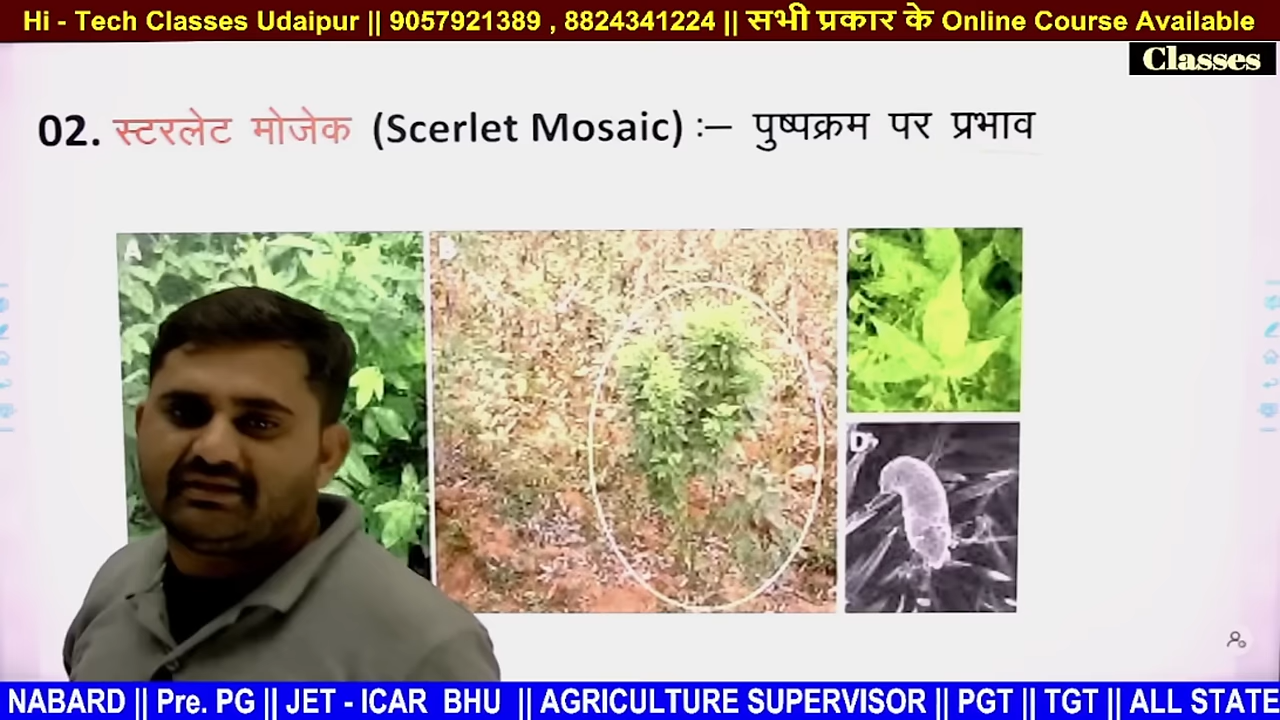 Hi - Tech Classes Udaipur || 9057921389 , 8824341224 || सभी प्रकार के Online Course Available
Classes
02. स्टरलेट मोजेक (Scerlet Mosaic) :– पुष्पक्रम पर प्रभाव
A
B
C
D
NABARD || Pre. PG || JET - ICAR BHU || AGRICULTURE SUPERVISOR || PGT || TGT || ALL STATE